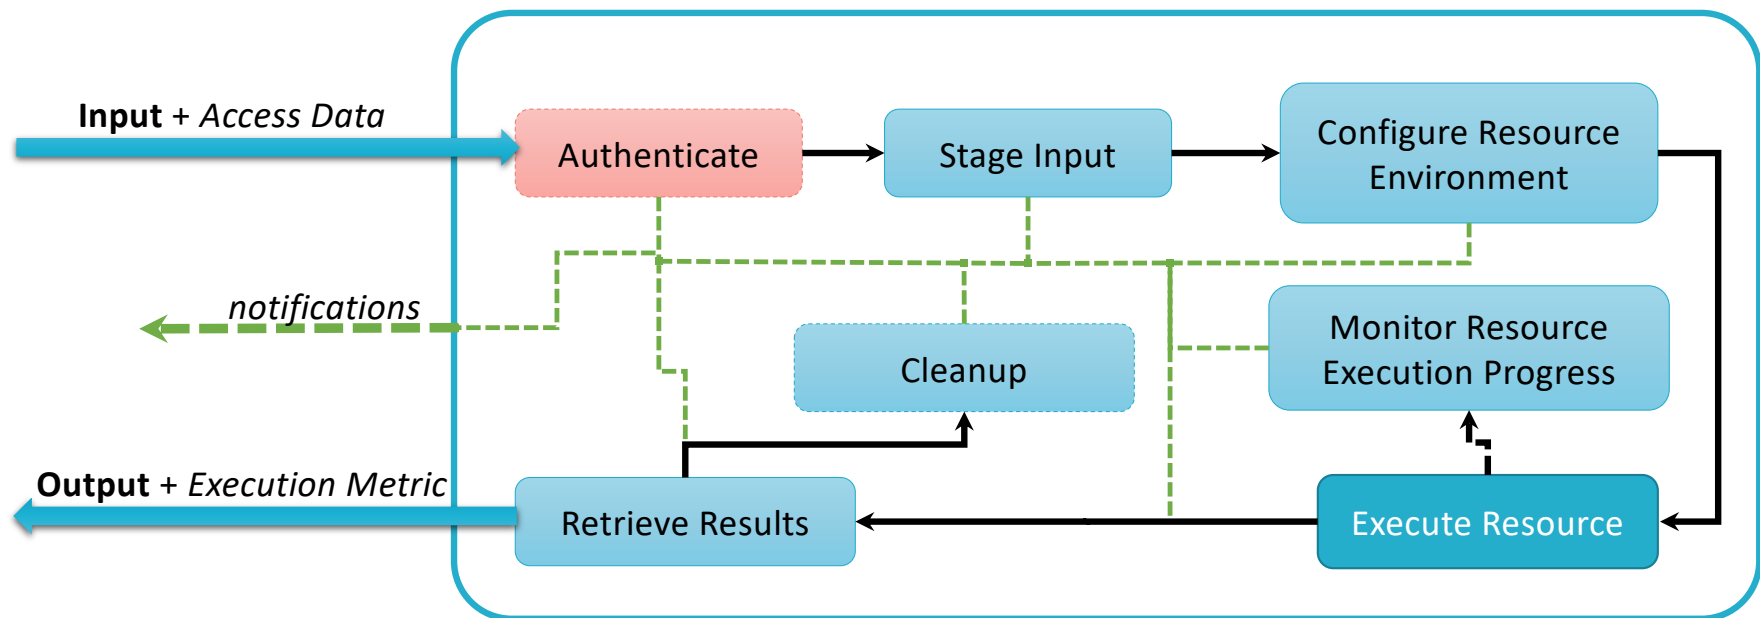 Input + Access Data
Authenticate
Stage Input
Configure Resource
Environment
notifications
Cleanup
Monitor Resource
Execution Progress
Output + Execution Metric
Retrieve Results
Execute Resource